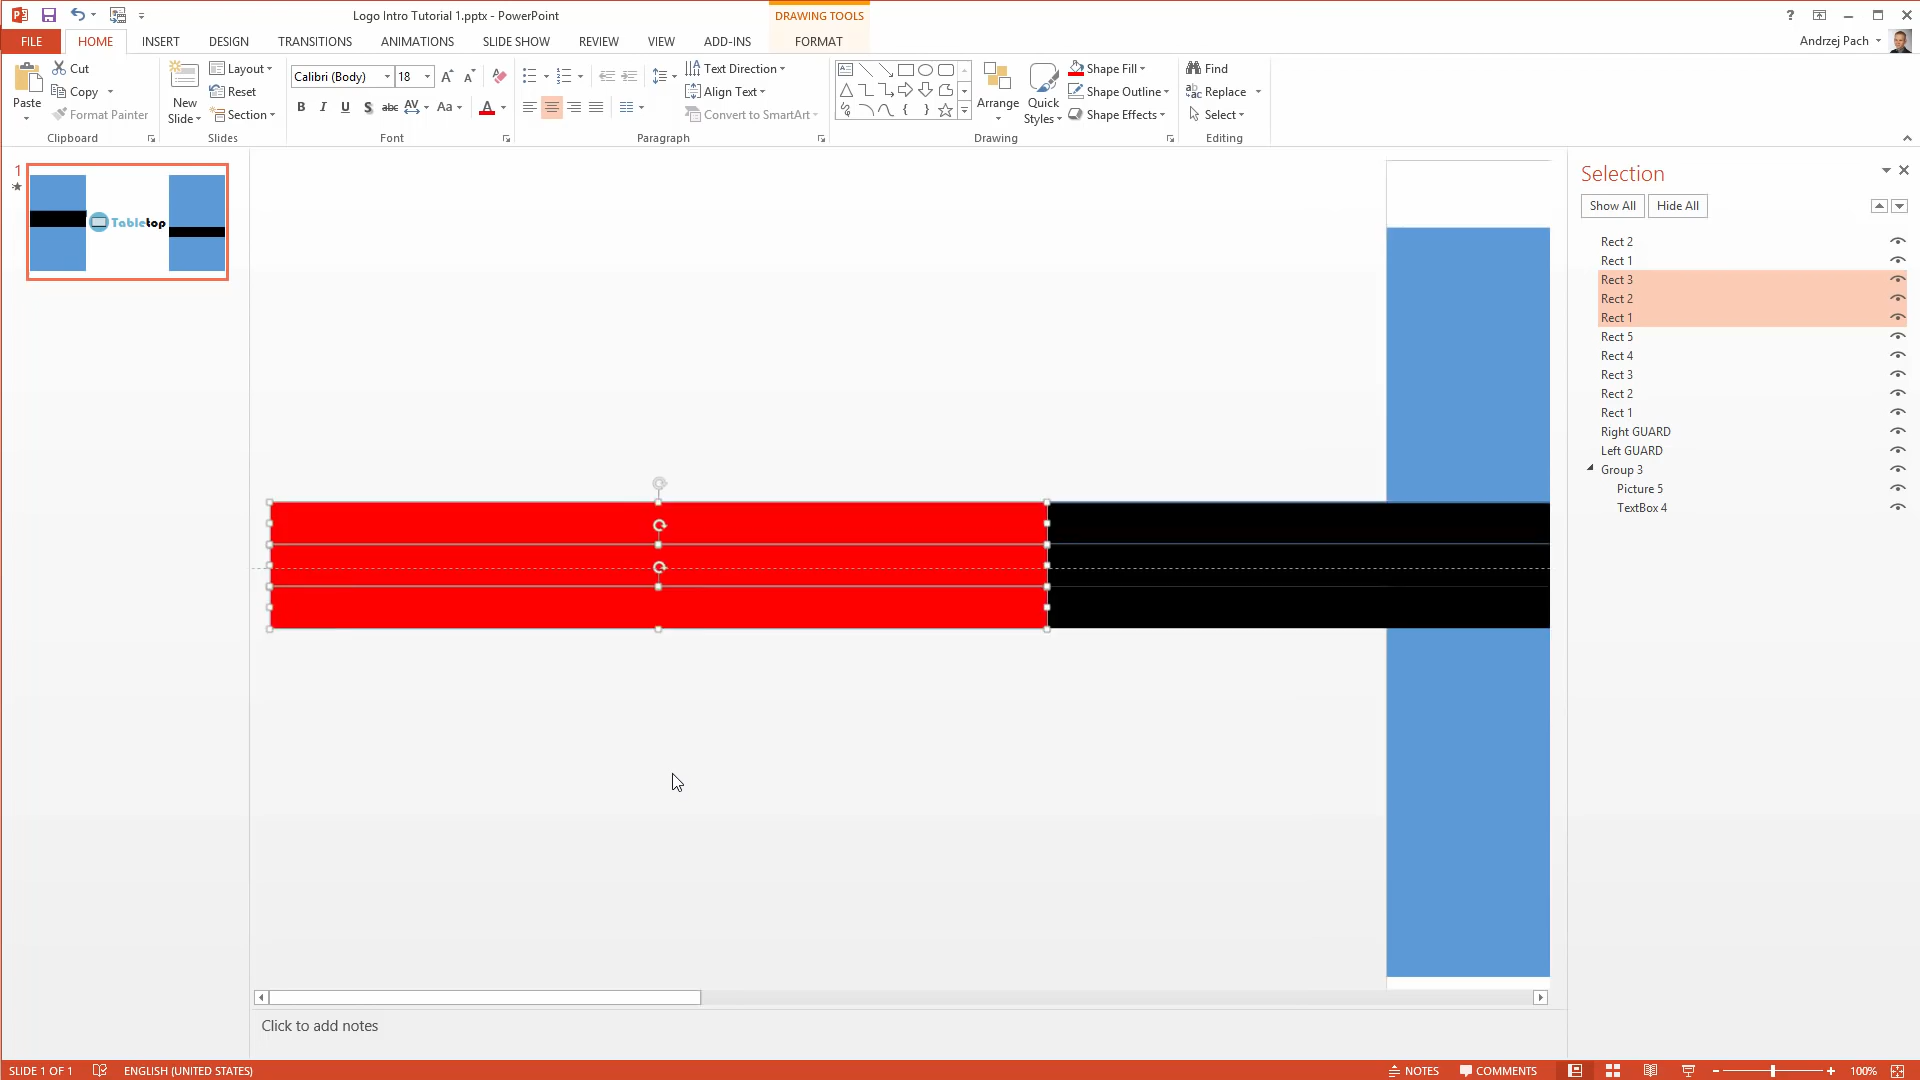 Logo Intro Tutorial 1.pptx - PowerPoint
DRAWING TOOLS
FILE HOME INSERT DESIGN TRANSITIONS ANIMATIONS SLIDE SHOW REVIEW VIEW ADD-INS FORMAT
Andrzej Pach
Paste
Cut
Copy
Format Painter
Clipboard
New Slide
Layout
Reset
Section
Slides
Calibri (Body) 18
Font
Text Direction
Align Text
Convert to SmartArt
Paragraph
Arrange
Quick Styles
Shape Fill
Shape Outline
Shape Effects
Drawing
Find
Replace
Select
Editing
1
Tabletop
Selection
Show All Hide All
Rect 2
Rect 1
Rect 3
Rect 2
Rect 1
Rect 5
Rect 4
Rect 3
Rect 2
Rect 1
Right GUARD
Left GUARD
Group 3
Picture 5
TextBox 4
Click to add notes
SLIDE 1 OF 1 ENGLISH (UNITED STATES) NOTES COMMENTS 100%